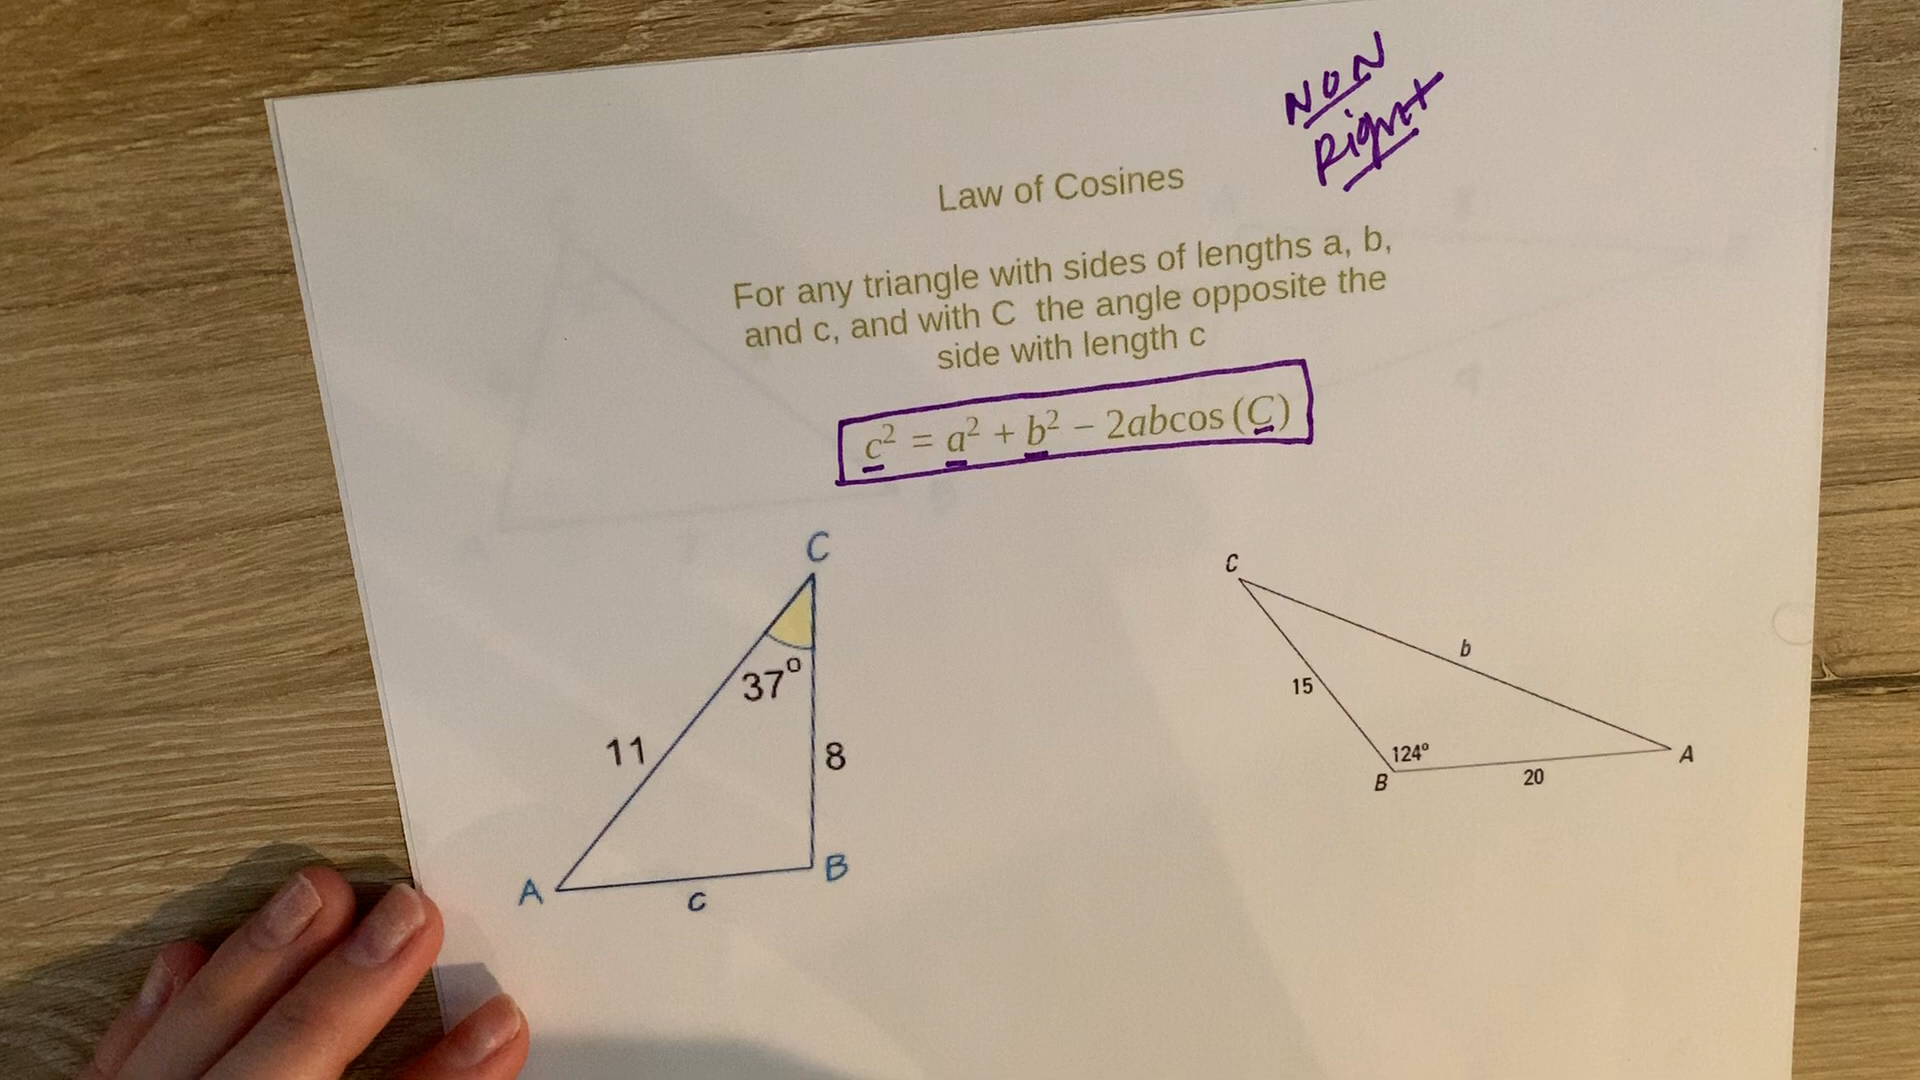 NON
Right
Law of Cosines
For any triangle with sides of lengths a, b,
and c, and with C the angle opposite the
side with length c
c² = a² + b² − 2abcos (C)
C
37°
11
8
A
B
c
C
b
15
124°
A
B
20